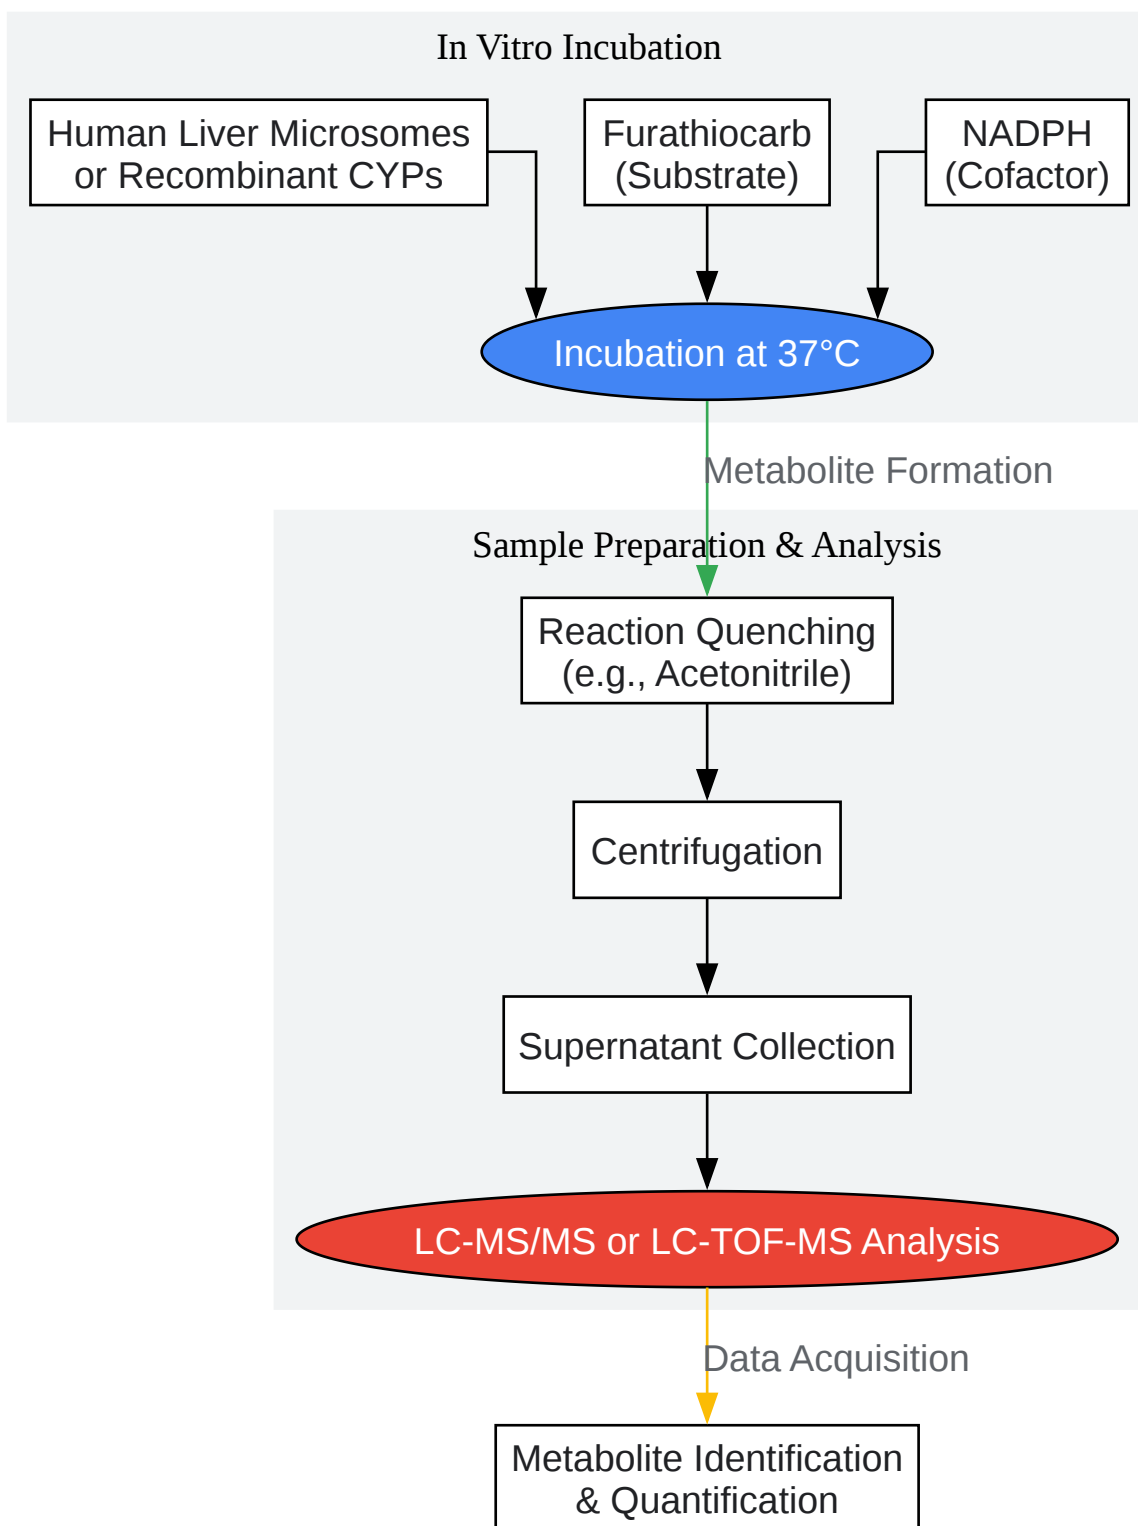 In Vitro Incubation
Human Liver Microsomes
or Recombinant CYPs
Furathiocarb
(Substrate)
NADPH
(Cofactor)
Incubation at 37°C
Metabolite Formation
Sample Preparation & Analysis
Reaction Quenching
(e.g., Acetonitrile)
Centrifugation
Supernatant Collection
LC-MS/MS or LC-TOF-MS Analysis
Data Acquisition
Metabolite Identification
& Quantification